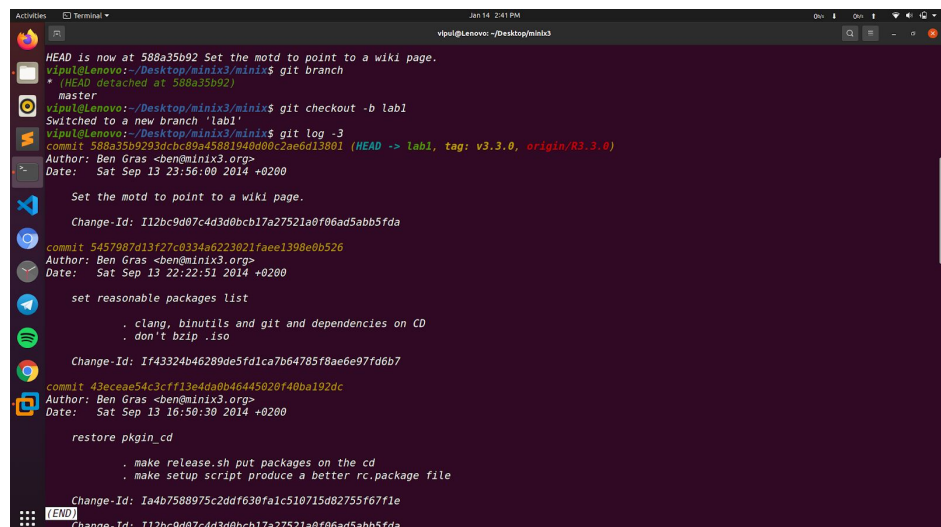 Activities
Terminal
Jan 14 2:41 PM
vipul@Lenovo: ~/Desktop/minix3
HEAD is now at 588a35b92 Set the motd to point to a wiki page.
vipul@Lenovo:~/Desktop/minix3/minix$ git branch
* (HEAD detached at 588a35b92)
  master
vipul@Lenovo:~/Desktop/minix3/minix$ git checkout -b lab1
Switched to a new branch 'lab1'
vipul@Lenovo:~/Desktop/minix3/minix$ git log -3
commit 588a35b9293dcbc89a45881940d00c2ae6d13801 (HEAD -> lab1, tag: v3.3.0, origin/R3.3.0)
Author: Ben Gras <ben@minix3.org>
Date:   Sat Sep 13 23:56:00 2014 +0200
    Set the motd to point to a wiki page.
    Change-Id: I12bc9d07c4d3d0bcb17a27521a0f06ad5abb5fda
commit 5457987d13f27c0334a6223021faee1398e0b526
Author: Ben Gras <ben@minix3.org>
Date:   Sat Sep 13 22:22:51 2014 +0200
    set reasonable packages list
            . clang, binutils and git and dependencies on CD
            . don't bzip .iso
    Change-Id: If43324b46289de5fd1ca7b64785f8ae6e97fd6b7
commit 43eceae54c3cff13e4da0b46445020f40ba192dc
Author: Ben Gras <ben@minix3.org>
Date:   Sat Sep 13 16:50:30 2014 +0200
    restore pkgin_cd
            . make release.sh put packages on the cd
            . make setup script produce a better rc.package file
    Change-Id: Ia4b7588975c2ddf630fa1c510715d82755f67f1e
(END)
    Change-Id: I12bc9d07c4d3d0bcb17a27521a0f06ad5abb5fda